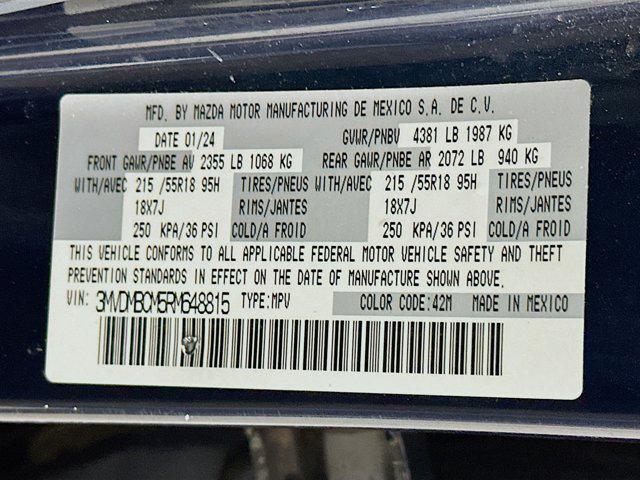 MFD. BY MAZDA MOTOR MANUFACTURING DE MEXICO S.A. DE C.V.
DATE 01/24 GVWR/PNBV 4381 LB 1987 KG
FRONT GAWR/PNBE AV 2355 LB 1068 KG REAR GAWR/PNBE AR 2072 LB 940 KG
WITH/AVEC 215 /55R18 95H TIRES/PNEUS WITH/AVEC 215 /55R18 95H TIRES/PNEUS
18X7J RIMS/JANTES 18X7J RIMS/JANTES
250 KPA/36 PSI COLD/A FROID 250 KPA/36 PSI COLD/A FROID
THIS VEHICLE CONFORMS TO ALL APPLICABLE FEDERAL MOTOR VEHICLE SAFETY AND THEFT
PREVENTION STANDARDS IN EFFECT ON THE DATE OF MANUFACTURE SHOWN ABOVE.
VIN: 3MVDMBCM5RM648815 TYPE:MPV COLOR CODE:42M MADE IN MEXICO